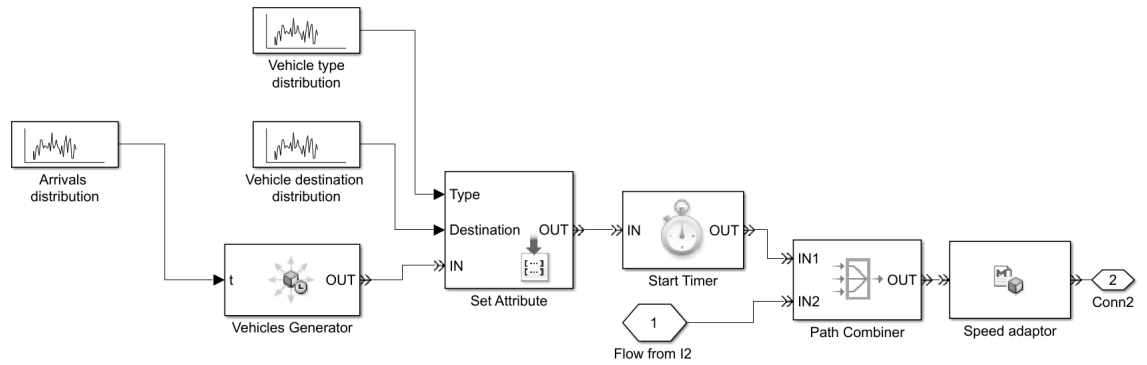 Vehicle type
distribution
Arrivals
distribution
Vehicle destination
distribution
t
OUT
Vehicles Generator
Type
Destination
IN
OUT
[...]
[...]
Set Attribute
IN
OUT
Start Timer
1
Flow from I2
IN1
IN2
OUT
Path Combiner
M
Speed adaptor
2
Conn2